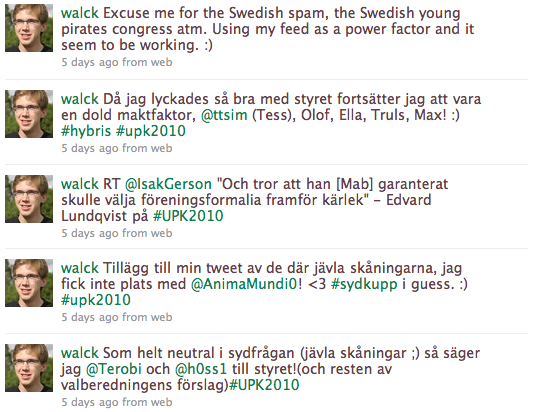 walck Excuse me for the Swedish spam, the Swedish young
pirates congress atm. Using my feed as a power factor and it
seem to be working. :)
5 days ago from web
walck Då jag lyckades så bra med styret fortsätter jag att vara
en dold maktfaktor, @ttsim (Tess), Olof, Ella, Truls, Max! :)
#hybris #upk2010
5 days ago from web
walck RT @IsakGerson "Och tror att han [Mab] garanterat
skulle välja föreningsformalia framför kärlek" - Edvard
Lundqvist på #UPK2010
5 days ago from web
walck Tillägg till min tweet av de där jävla skåningarna, jag
fick inte plats med @AnimaMundi0! <3 #sydkupp i guess. :)
#upk2010
5 days ago from web
walck Som helt neutral i sydfrågan (jävla skåningar ;) så säger
jag @Terobi och @h0ss1 till styret!(och resten av
valberedningens förslag)#UPK2010
5 days ago from web